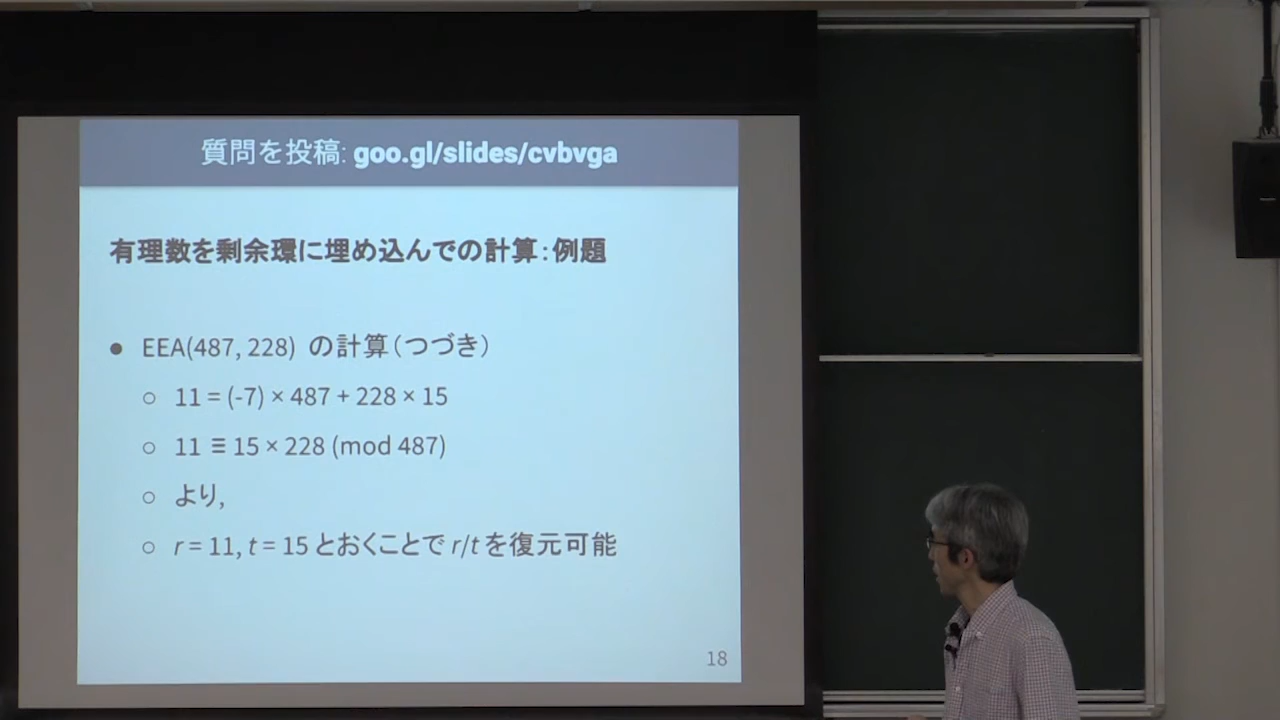 質問を投稿: goo.gl/slides/cvbvga
有理数を剰余環に埋め込んでの計算：例題
● EEA(487, 228) の計算（つづき）
○ 11 = (-7) × 487 + 228 × 15
○ 11 ≡ 15 × 228 (mod 487)
○ より,
○ r = 11, t = 15 とおくことで r/t を復元可能
18